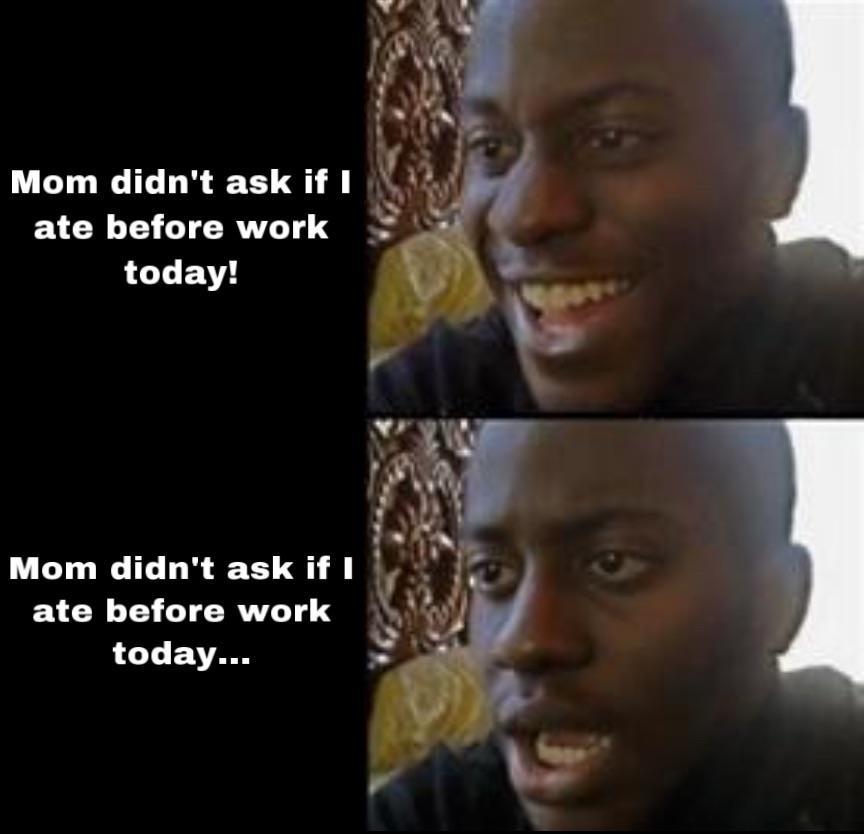 Mom didn't ask if I
ate before work
today!
Mom didn't ask if I
ate before work
today...